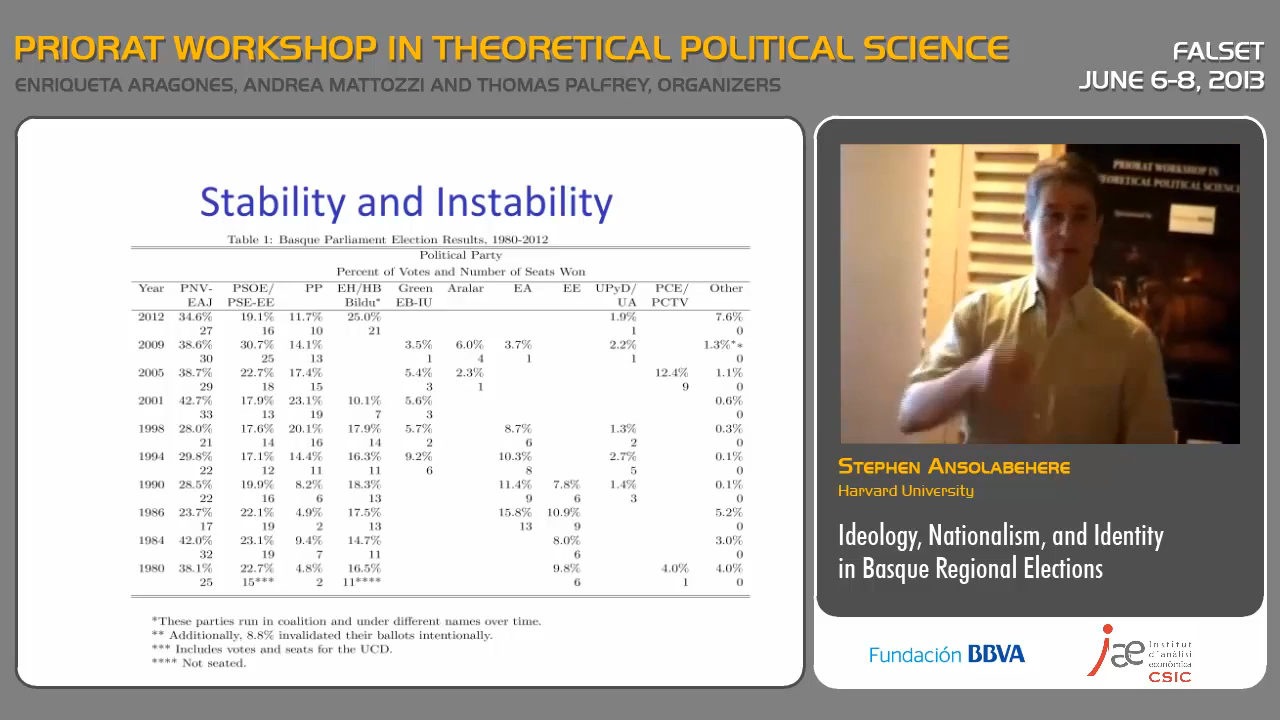 PRIORAT WORKSHOP IN THEORETICAL POLITICAL SCIENCE
ENRIQUETA ARAGONES, ANDREA MATTOZZI AND THOMAS PALFREY, ORGANIZERS
FALSET
JUNE 6-8, 2013
Stability and Instability
Table 1: Basque Parliament Election Results, 1980-2012
Political Party
Percent of Votes and Number of Seats Won
Year PNV- PSOE/ PP EH/HB Green Aralar EA EE UPyD/ PCE/ Other
EAJ PSE-EE Bildu* EB-IU UA PCTV
2012 34.6% 19.1% 11.7% 25.0% 1.9% 7.6%
27 16 10 21 1 0
2009 38.6% 30.7% 14.1% 3.5% 6.0% 3.7% 2.2% 1.3%**
30 25 13 1 4 1 1 0
2005 38.7% 22.7% 17.4% 5.4% 2.3% 12.4% 1.1%
29 18 15 3 1 9 0
2001 42.7% 17.9% 23.1% 10.1% 5.6% 0.6%
33 13 19 7 3 0
1998 28.0% 17.6% 20.1% 17.9% 5.7% 8.7% 1.3% 0.3%
21 14 16 14 2 6 2 0
1994 29.8% 17.1% 14.4% 16.3% 9.2% 10.3% 2.7% 0.1%
22 12 11 11 6 8 5 0
1990 28.5% 19.9% 8.2% 18.3% 11.4% 7.8% 1.4% 0.1%
22 16 6 13 9 6 3 0
1986 23.7% 22.1% 4.9% 17.5% 15.8% 10.9% 5.2%
17 19 2 13 13 9 0
1984 42.0% 23.1% 9.4% 14.7% 8.0% 3.0%
32 19 7 11 6 0
1980 38.1% 22.7% 4.8% 16.5% 9.8% 4.0% 4.0%
25 15*** 2 11**** 6 1 0
*These parties run in coalition and under different names over time.
** Additionally, 8.8% invalidated their ballots intentionally.
*** Includes votes and seats for the UCD.
**** Not seated.
PRIORAT WORKSHOP IN
EORETICAL POLITICAL SCIENCE
CSIC
STEPHEN ANSOLABEHERE
Harvard University
Ideology, Nationalism, and Identity
in Basque Regional Elections
Fundación BBVA
iae Institut
d'anàlisi
econòmica
CSIC